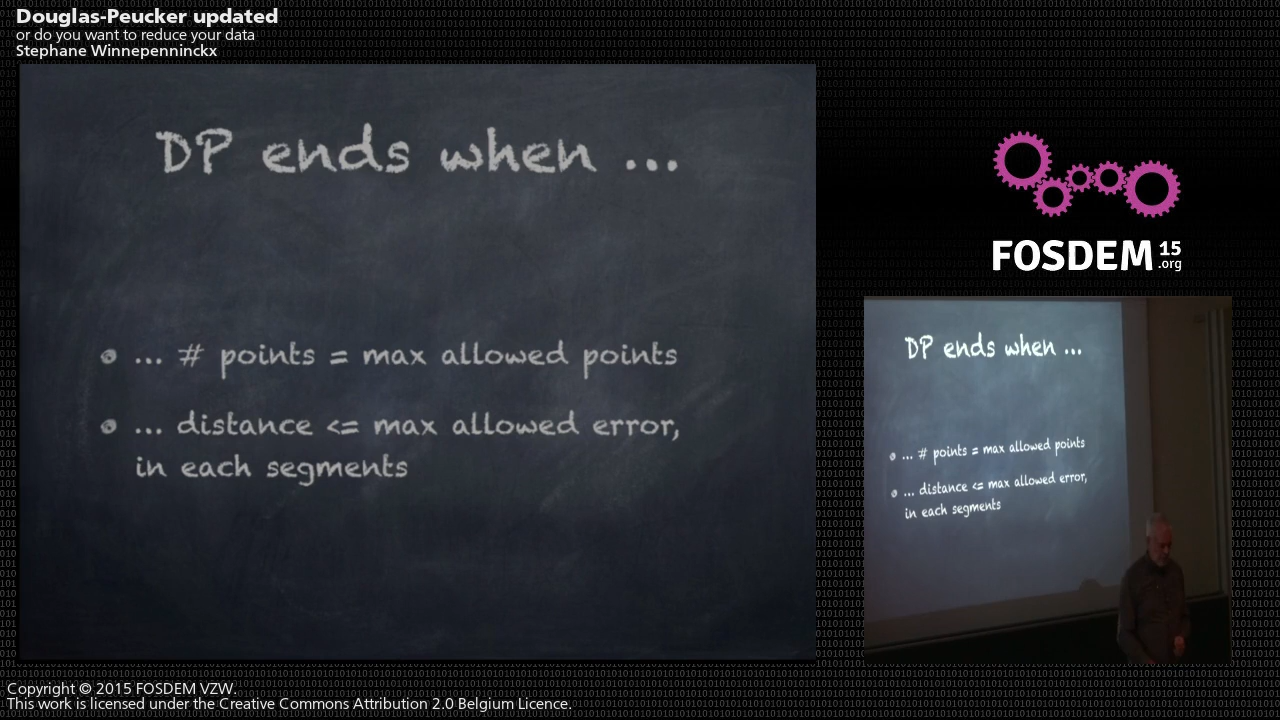 Douglas-Peucker updated
or do you want to reduce your data
Stephane Winnepenninckx
DP ends when ...
... # points = max allowed points
... distance <= max allowed error,
in each segments
FOSDEM 15
.org
DP ends when ...
... # points = max allowed points
... distance <= max allowed error,
in each segments
Copyright © 2015 FOSDEM VZW.
This work is licensed under the Creative Commons Attribution 2.0 Belgium Licence.